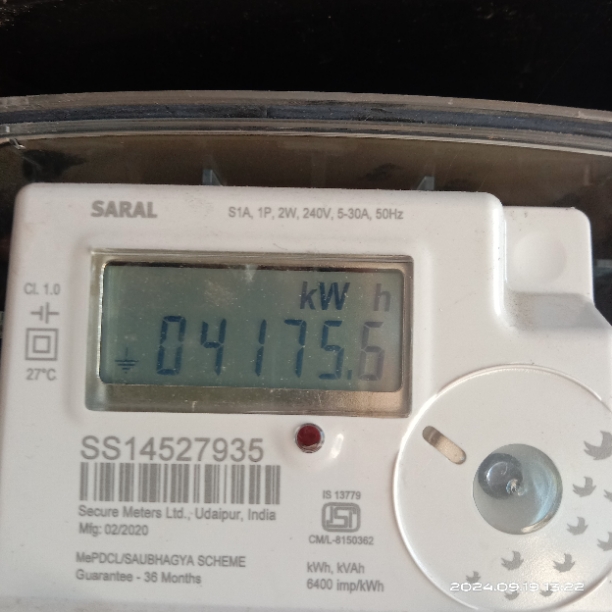 SARAL
S1A, 1P, 2W, 240V, 5-30A, 50Hz
Cl. 1.0
27°C
kW h
04175.6
SS14527935
Secure Meters Ltd., Udaipur, India
Mfg: 02/2020
MePDCL/SAUBHAGYA SCHEME
Guarantee - 36 Months
IS 13779
ISI
CM/L-8150362
kWh, kVAh
6400 imp/kWh